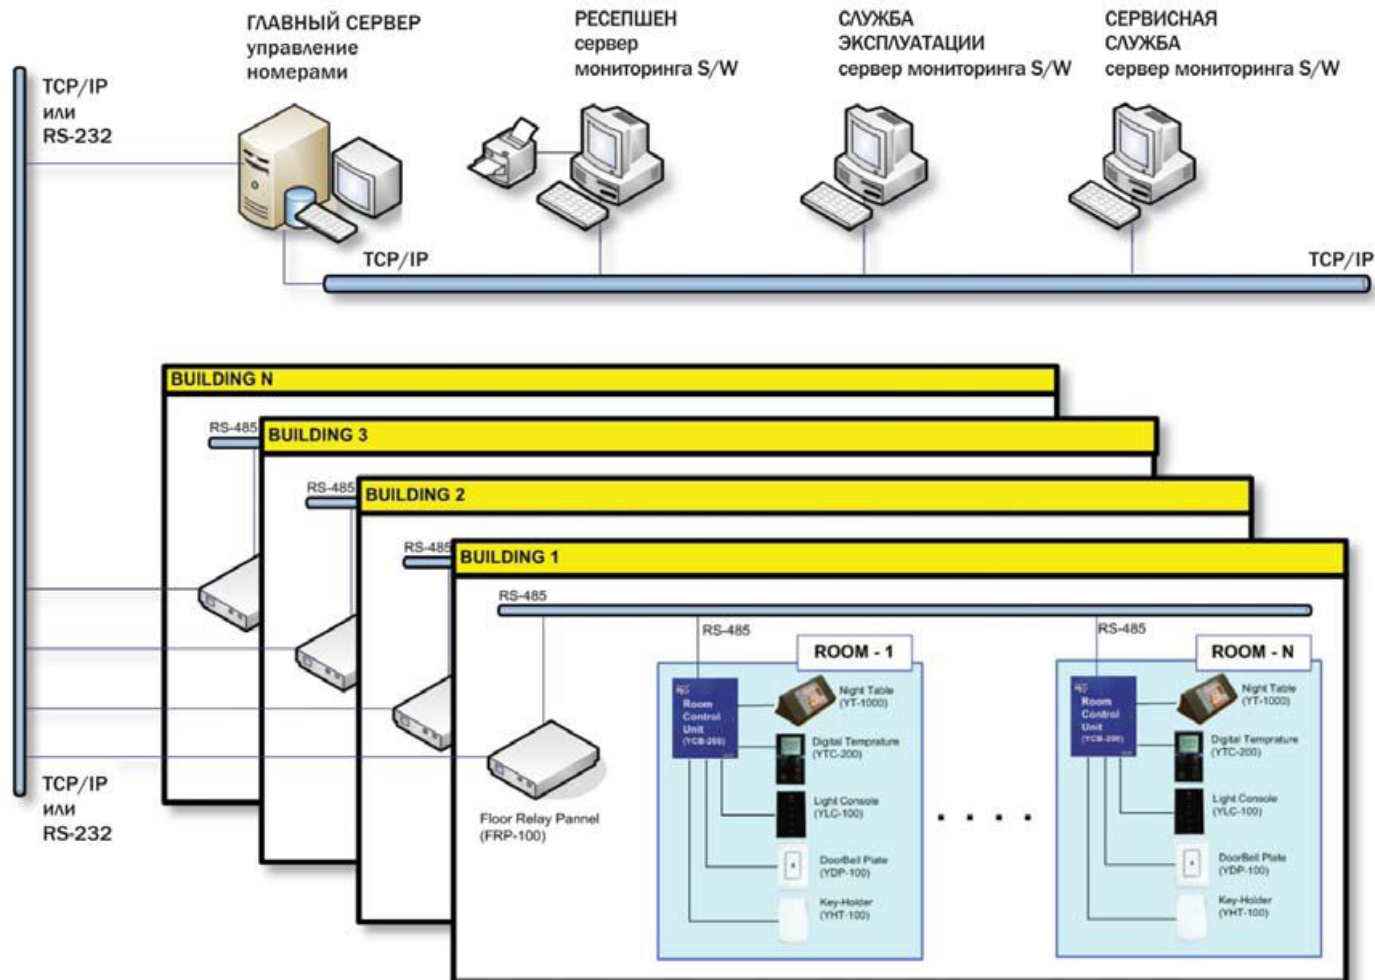 ГЛАВНЫЙ СЕРВЕР
управление
номерами
РЕСЕПШЕН
сервер
мониторинга S/W
СЛУЖБА
ЭКСПЛУАТАЦИИ
сервер мониторинга S/W
СЕРВИСНАЯ
СЛУЖБА
сервер мониторинга S/W
TCP/IP
или
RS-232
TCP/IP
TCP/IP
BUILDING N
RS-485
BUILDING 3
RS-485
BUILDING 2
RS-485
BUILDING 1
RS-485
RS-485
ROOM - 1
Room
Control
Unit
(YCB-200)
Night Table
(YT-1000)
Digital Temprature
(YTC-200)
Light Console
(YLC-100)
DoorBell Plate
(YDP-100)
Key-Holder
(YHT-100)
. . . .
RS-485
ROOM - N
Room
Control
Unit
(YCB-200)
Night Table
(YT-1000)
Digital Temprature
(YTC-200)
Light Console
(YLC-100)
DoorBell Plate
(YDP-100)
Key-Holder
(YHT-100)
Floor Relay Pannel
(FRP-100)
TCP/IP
или
RS-232